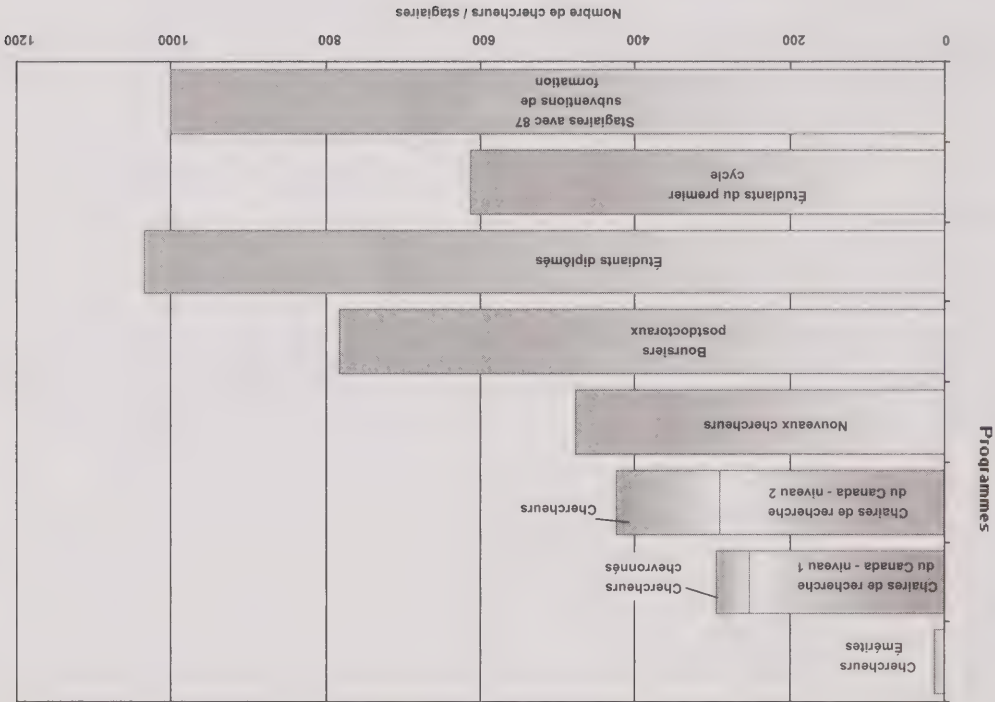 Programmes
Chercheurs
Émérites
Chaires de recherche
du Canada - niveau 1
Chercheurs
chevronnés
Chaires de recherche
du Canada - niveau 2
Chercheurs
Nouveaux chercheurs
Boursiers
postdoctoraux
Étudiants diplômés
Étudiants du premier
cycle
Stagiaires avec 87
subventions de
formation
0 200 400 600 800 1000 1200
Nombre de chercheurs / stagiaires